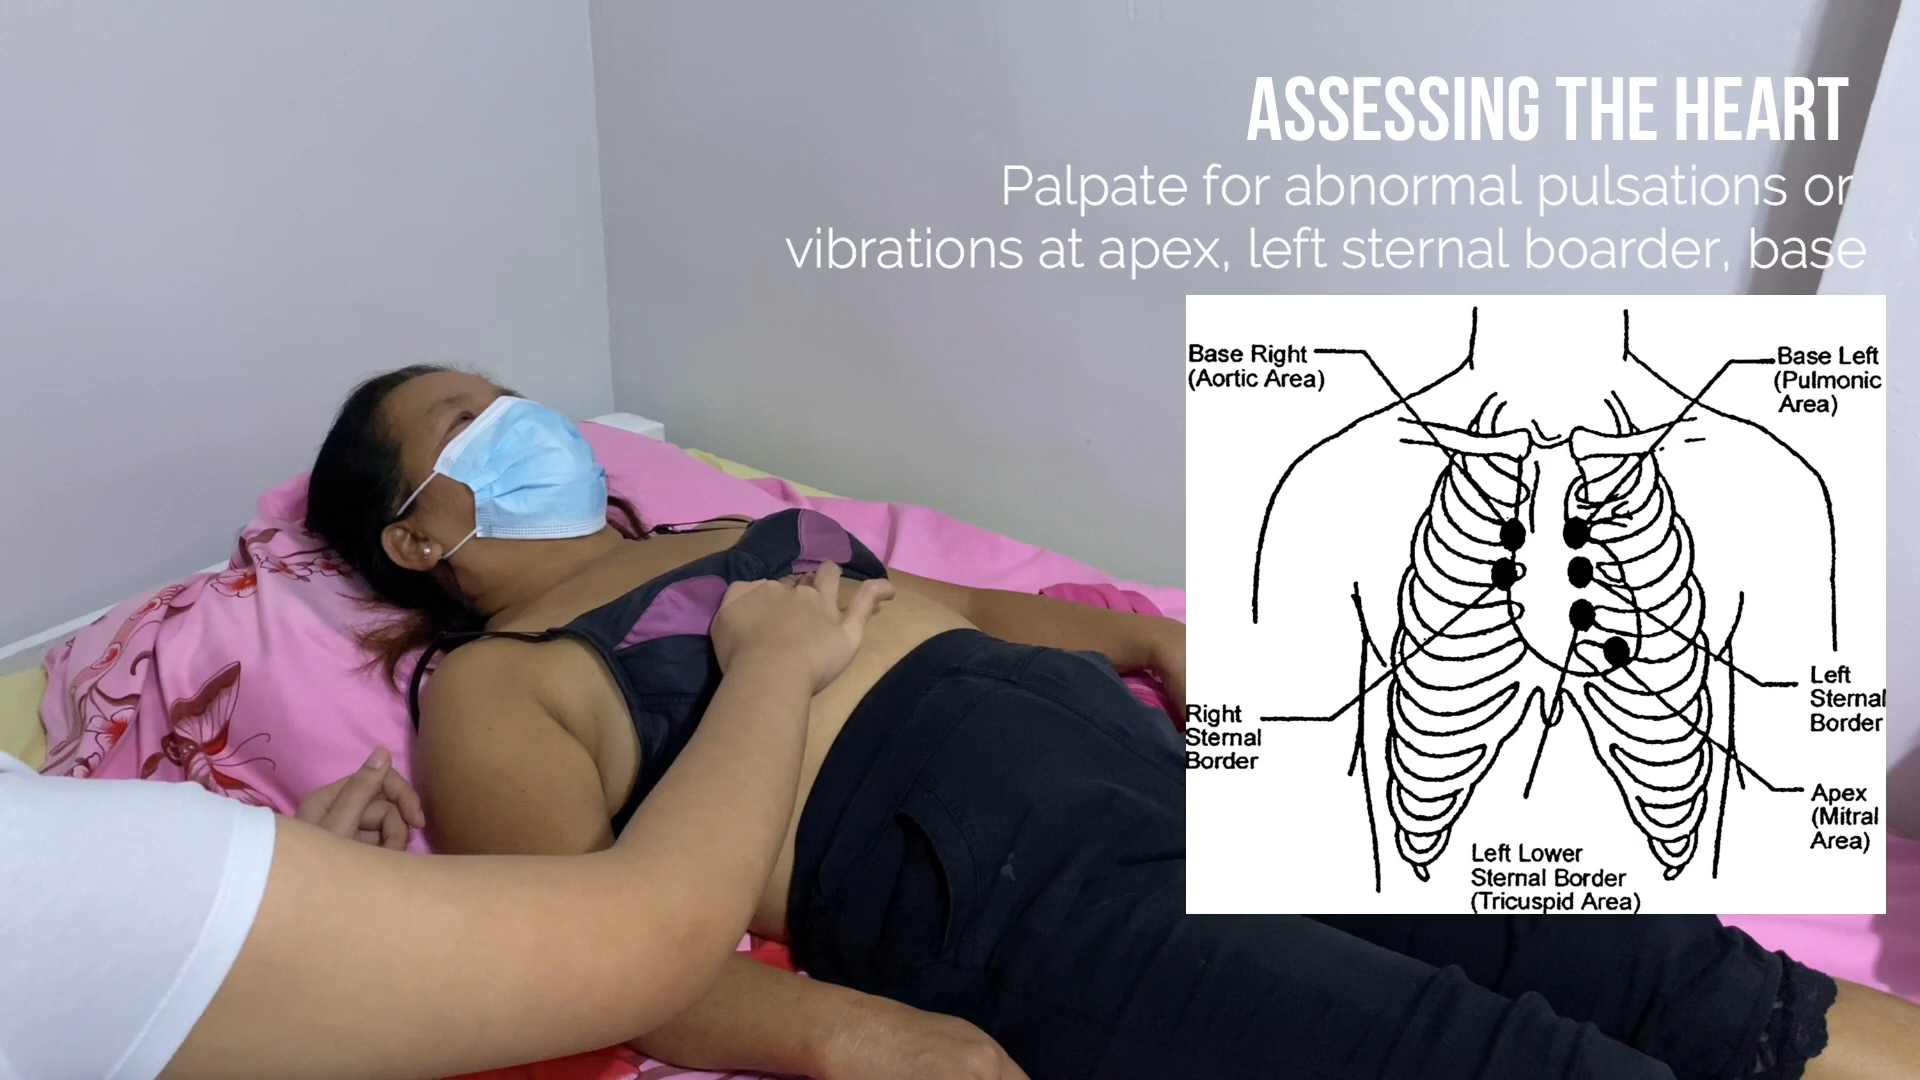 ASSESSING THE HEART
Palpate for abnormal pulsations or
vibrations at apex, left sternal boarder, base
Base Right
(Aortic Area)
Base Left
(Pulmonic
Area)
Right
Sternal
Border
Left
Sternal
Border
Apex
(Mitral
Area)
Left Lower
Sternal Border
(Tricuspid Area)